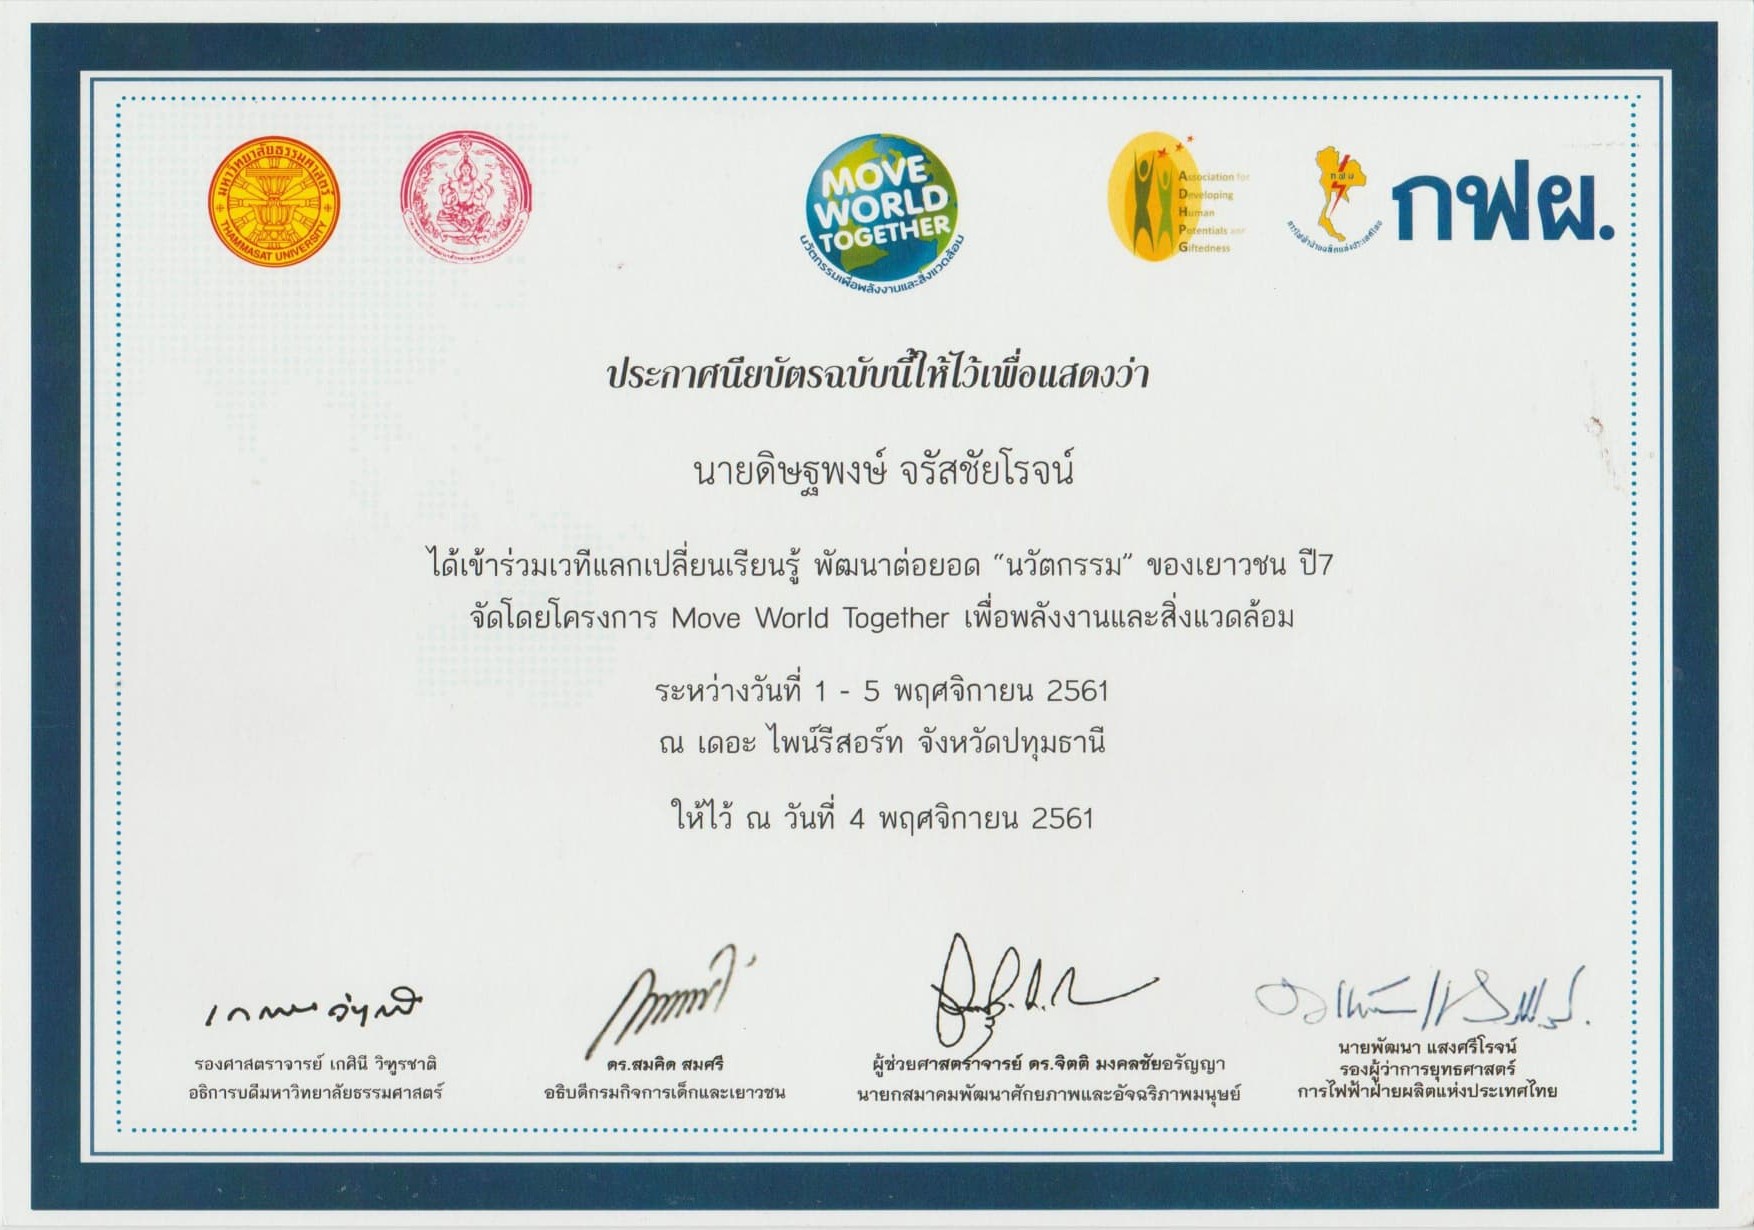 มหาวิทยาลัยธรรมศาสตร์
THAMMASAT UNIVERSITY
MOVE
WORLD
TOGETHER
นวัตกรรมเพื่อพลังงานและสิ่งแวดล้อม
Association for
Developing
Human
Potentials and
Giftedness
กฟผ
การไฟฟ้าฝ่ายผลิตแห่งประเทศไทย
กฟผ.
ประกาศนียบัตรฉบับนี้ให้ไว้เพื่อแสดงว่า
นายดิษฐพงษ์ จรัสชัยโรจน์
ได้เข้าร่วมเวทีแลกเปลี่ยนเรียนรู้ พัฒนาต่อยอด “นวัตกรรม” ของเยาวชน ปี7
จัดโดยโครงการ Move World Together เพื่อพลังงานและสิ่งแวดล้อม
ระหว่างวันที่ 1 - 5 พฤศจิกายน 2561
ณ เดอะ ไพน์รีสอร์ท จังหวัดปทุมธานี
ให้ไว้ ณ วันที่ 4 พฤศจิกายน 2561
รองศาสตราจารย์ เกศินี วิฑูรชาติ
อธิการบดีมหาวิทยาลัยธรรมศาสตร์
ดร.สมคิด สมศรี
อธิบดีกรมกิจการเด็กและเยาวชน
ผู้ช่วยศาสตราจารย์ ดร.จิตติ มงคลชัยอรัญญา
นายกสมาคมพัฒนาศักยภาพและอัจฉริภาพมนุษย์
นายพัฒนา แสงศรีโรจน์
รองผู้ว่าการยุทธศาสตร์
การไฟฟ้าฝ่ายผลิตแห่งประเทศไทย